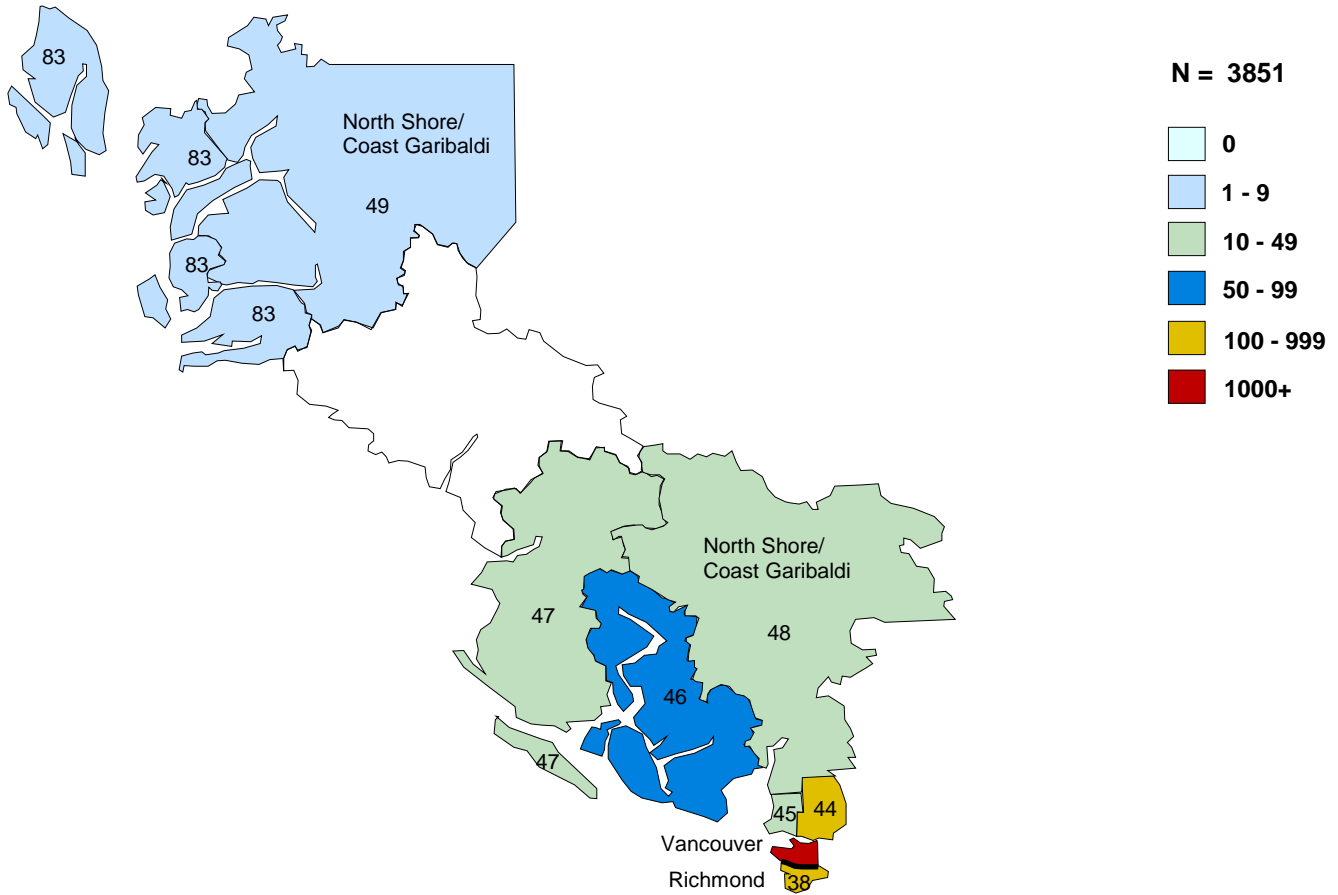 83
N = 3851
North Shore/
Coast Garibaldi
0
83
1 - 9
49
10 - 49
83
50 - 99
83
100 - 999
1000+
North Shore/
Coast Garibaldi
47
48
46
47
45
44
Vancouver
Richmond
38